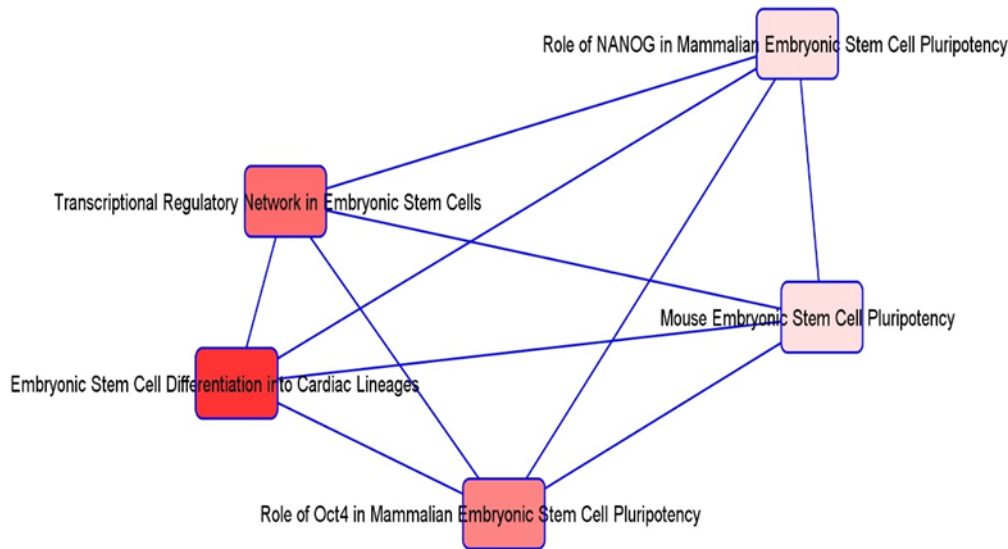 Role of NANOG in Mammalian Embryonic Stem Cell Pluripotency
Transcriptional Regulatory Network in Embryonic Stem Cells
Mouse Embryonic Stem Cell Pluripotency
Embryonic Stem Cell Differentiation into Cardiac Lineages
Role of Oct4 in Mammalian Embryonic Stem Cell Pluripotency